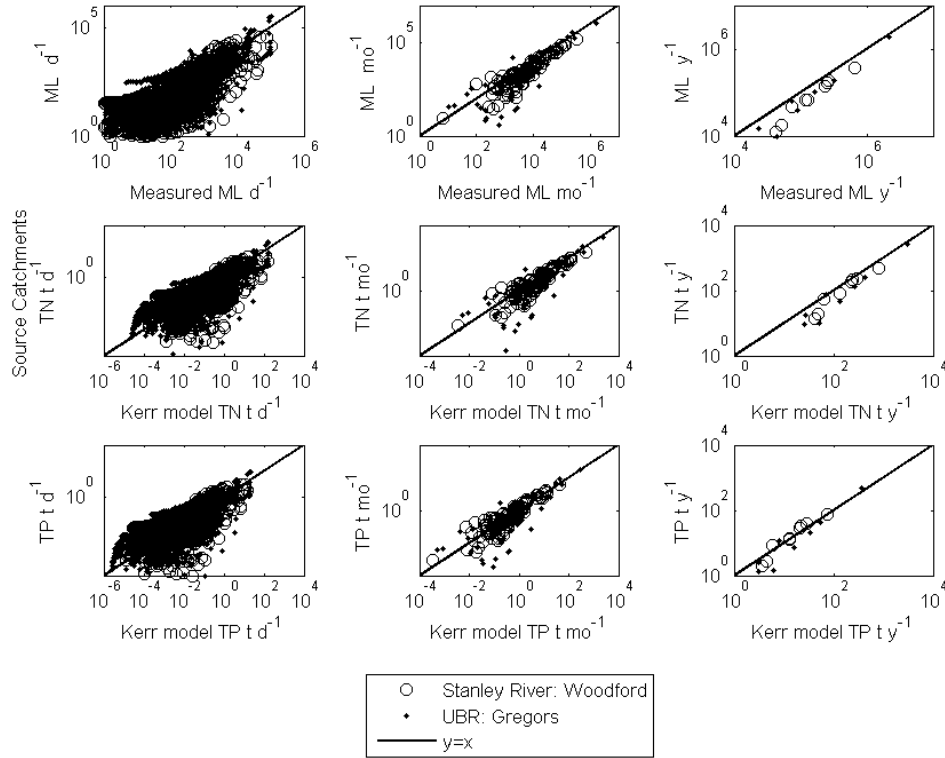 10^5
10^0
ML d^-1
10^0 10^2 10^4 10^6
Measured ML d^-1
10^5
10^0
ML mo^-1
10^0 10^2 10^4 10^6
Measured ML mo^-1
10^6
10^4
ML y^-1
10^4 10^6
Measured ML y^-1
Source Catchments
10^0
TN t d^-1
10^-6 10^-4 10^-2 10^0 10^2 10^4
Kerr model TN t d^-1
10^0
TN t mo^-1
10^-4 10^-2 10^0 10^2 10^4
Kerr model TN t mo^-1
10^4
10^2
10^0
TN t y^-1
10^0 10^2 10^4
Kerr model TN t y^-1
10^0
TP t d^-1
10^-6 10^-4 10^-2 10^0 10^2 10^4
Kerr model TP t d^-1
10^0
TP t mo^-1
10^-4 10^-2 10^0 10^2 10^4
Kerr model TP t mo^-1
10^4
10^2
10^0
TP t y^-1
10^0 10^2 10^4
Kerr model TP t y^-1
Stanley River: Woodford
UBR: Gregors
y=x